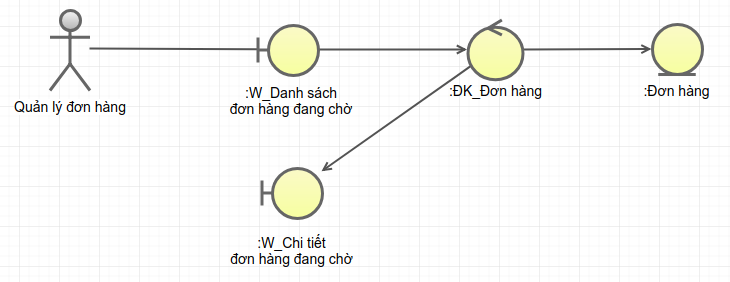 Quản lý đơn hàng
:W_Danh sách
đơn hàng đang chờ
:ĐK_Đơn hàng
:Đơn hàng
:W_Chi tiết
đơn hàng đang chờ